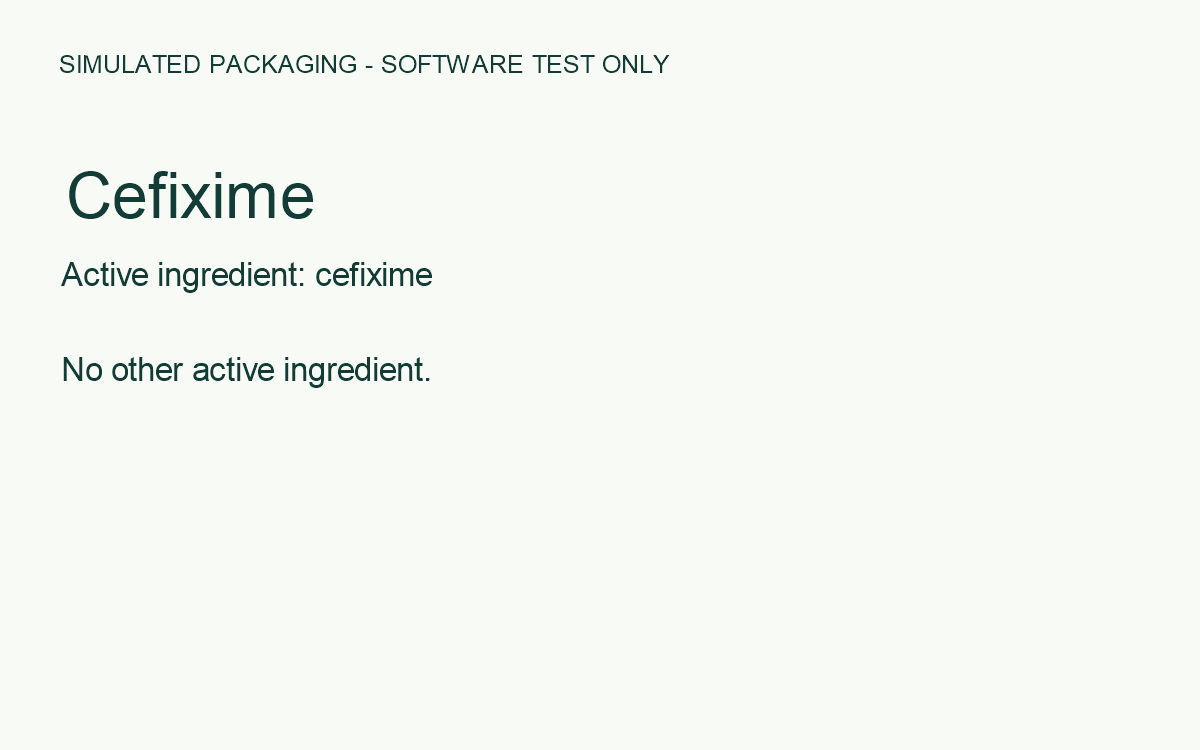 SIMULATED PACKAGING - SOFTWARE TEST ONLY
Cefixime
Active ingredient: cefixime
No other active ingredient.